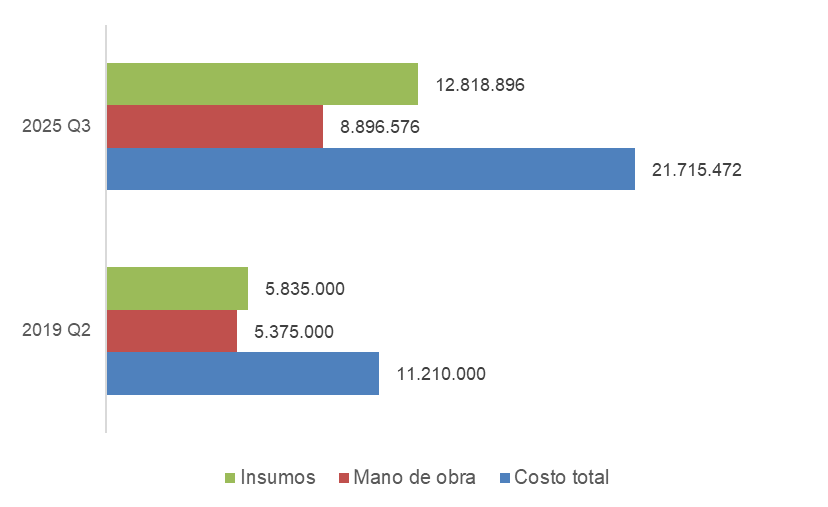 12.818.896
2025 Q3
8.896.576
21.715.472
5.835.000
2019 Q2
5.375.000
11.210.000
Insumos Mano de obra Costo total